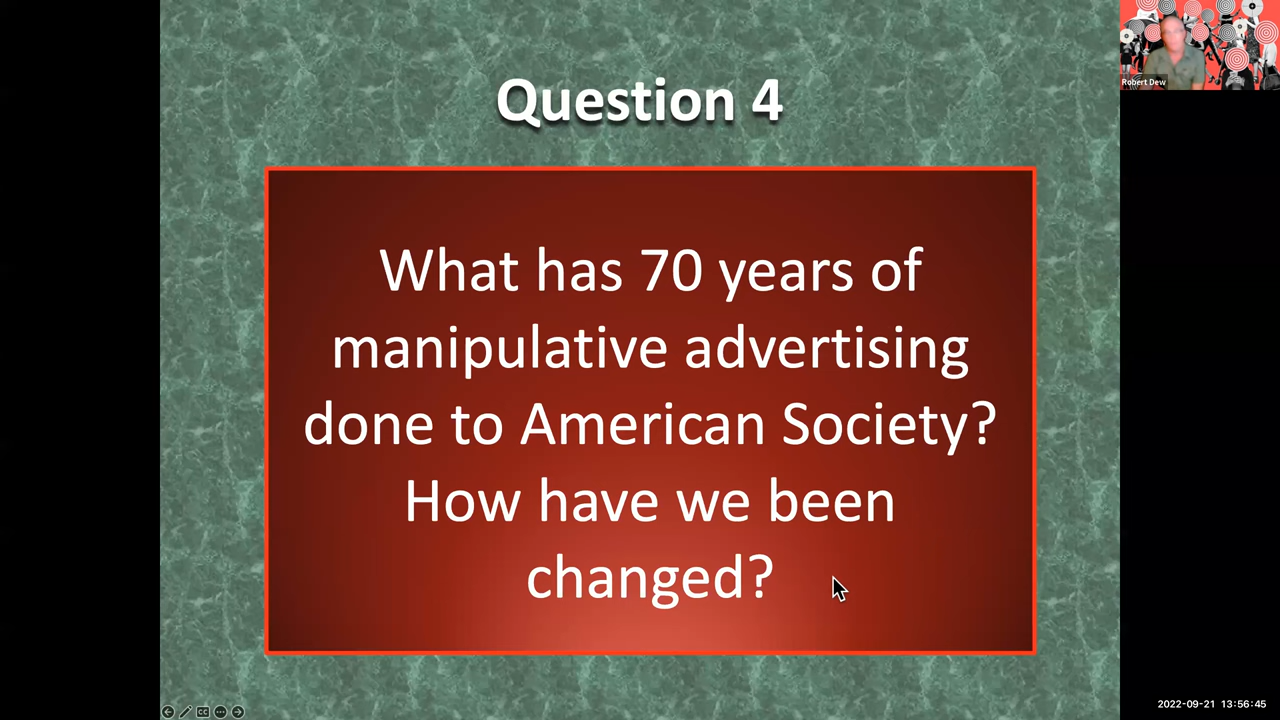 Question 4
What has 70 years of
manipulative advertising
done to American Society?
How have we been
changed?
Robert Dew
CC
2022-09-21 13:56:45